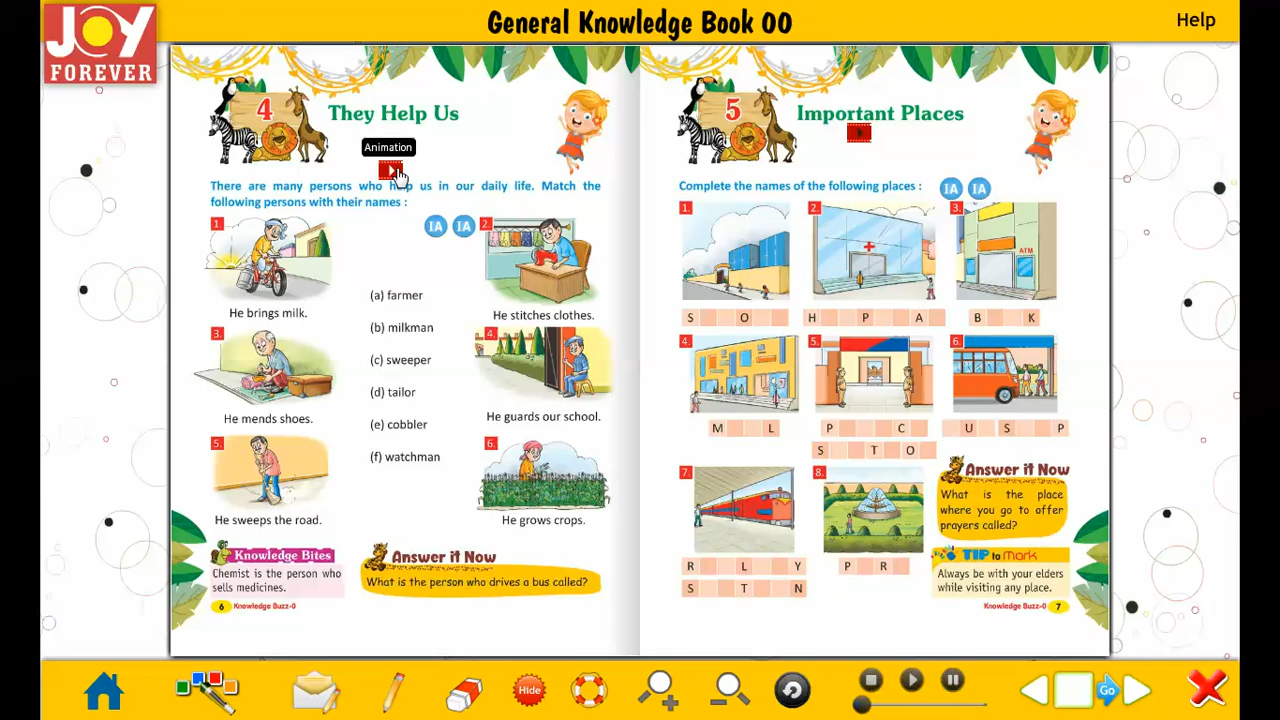 General Knowledge Book 00
Help
JOY
FOREVER
4
They Help Us
Animation
There are many persons who help us in our daily life. Match the
following persons with their names :
IA IA
1.
He brings milk.
2.
He stitches clothes.
3.
He mends shoes.
4.
He guards our school.
5.
He sweeps the road.
6.
He grows crops.
(a) farmer
(b) milkman
(c) sweeper
(d) tailor
(e) cobbler
(f) watchman
Knowledge Bites
Chemist is the person who
sells medicines.
Answer it Now
What is the person who drives a bus called?
6 Knowledge Buzz-0
5
Important Places
Complete the names of the following places :
IA IA
1.
S O
2.
H P A
3.
ATM
B K
4.
M L
5.
P C
S T O
6.
U S P
7.
R L Y
S T N
8.
P R
Answer it Now
What is the place
where you go to offer
prayers called?
TIP to Mark
Always be with your elders
while visiting any place.
Knowledge Buzz-0 7
Hide
Go